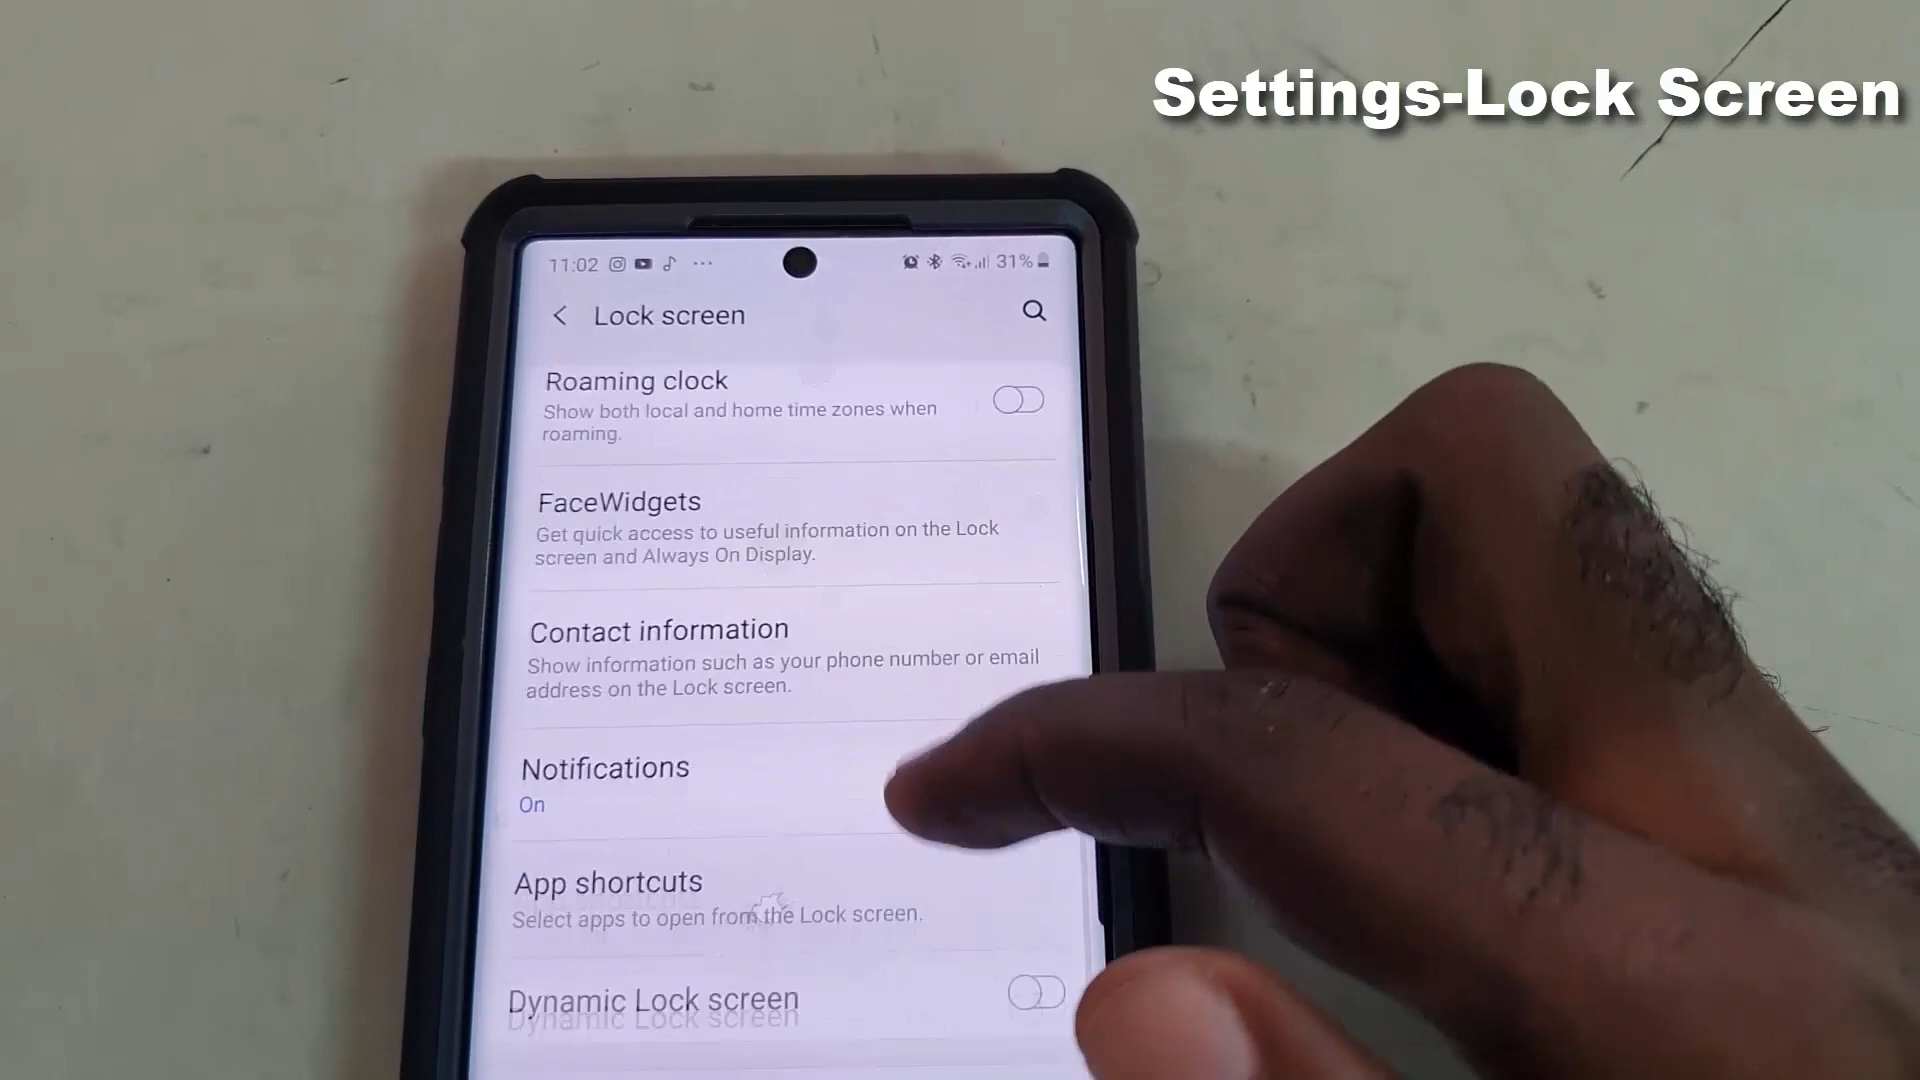 Settings-Lock Screen
11:02 31%
Lock screen
Roaming clock
Show both local and home time zones when
roaming.
FaceWidgets
Get quick access to useful information on the Lock
screen and Always On Display.
Contact information
Show information such as your phone number or email
address on the Lock screen.
Notifications
On
App shortcuts
Select apps to open from the Lock screen.
Dynamic Lock screen